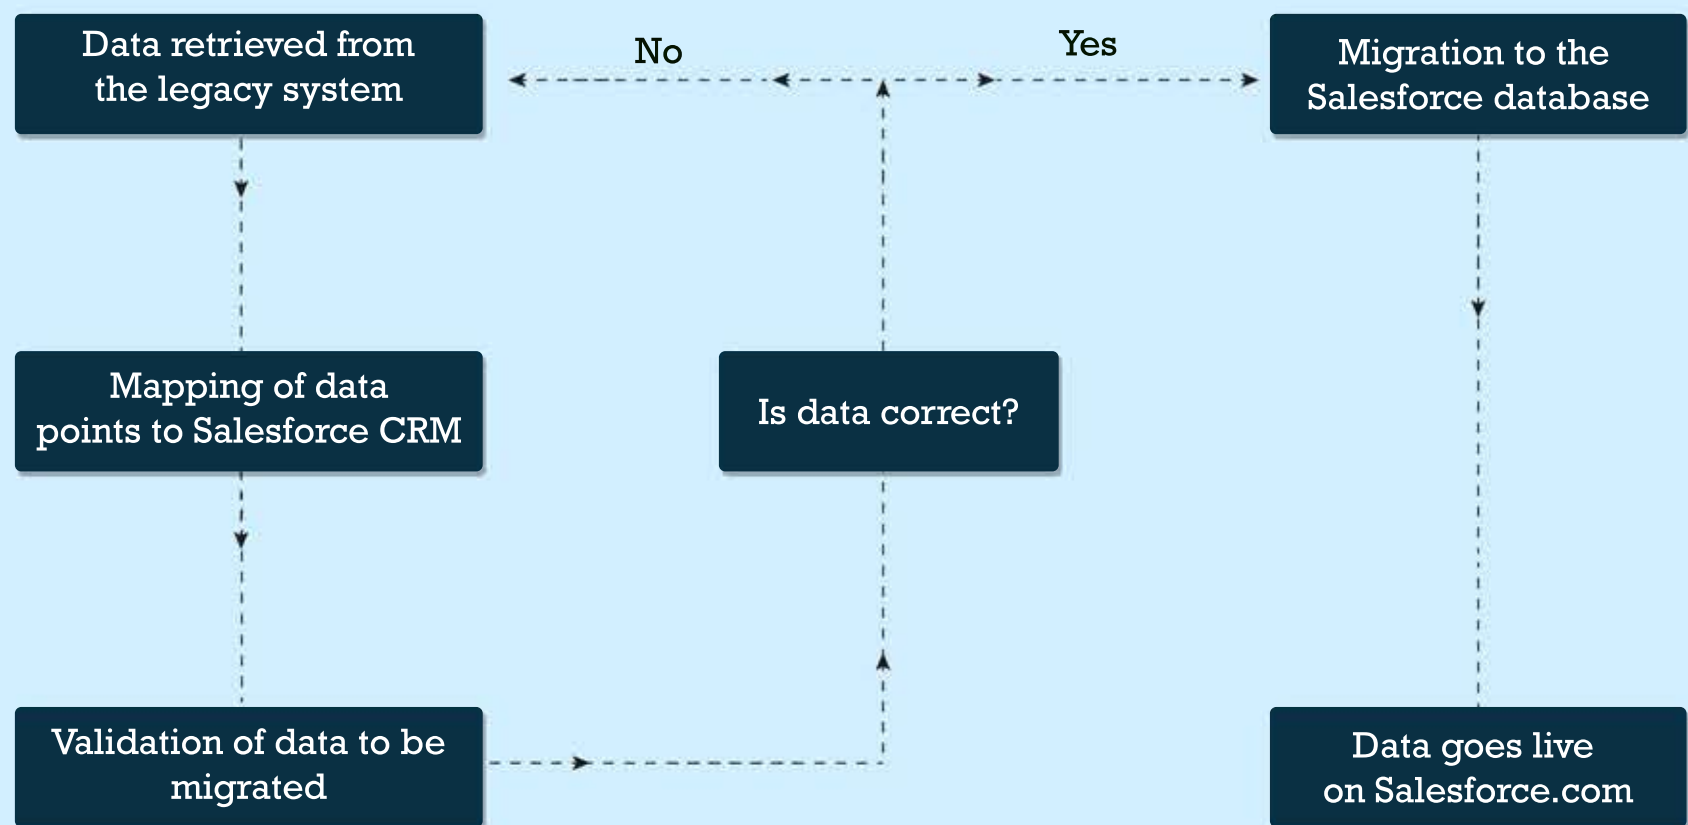 Data retrieved from
the legacy system
No
Yes
Migration to the
Salesforce database
Mapping of data
points to Salesforce CRM
Is data correct?
Validation of data to be
migrated
Data goes live
on Salesforce.com